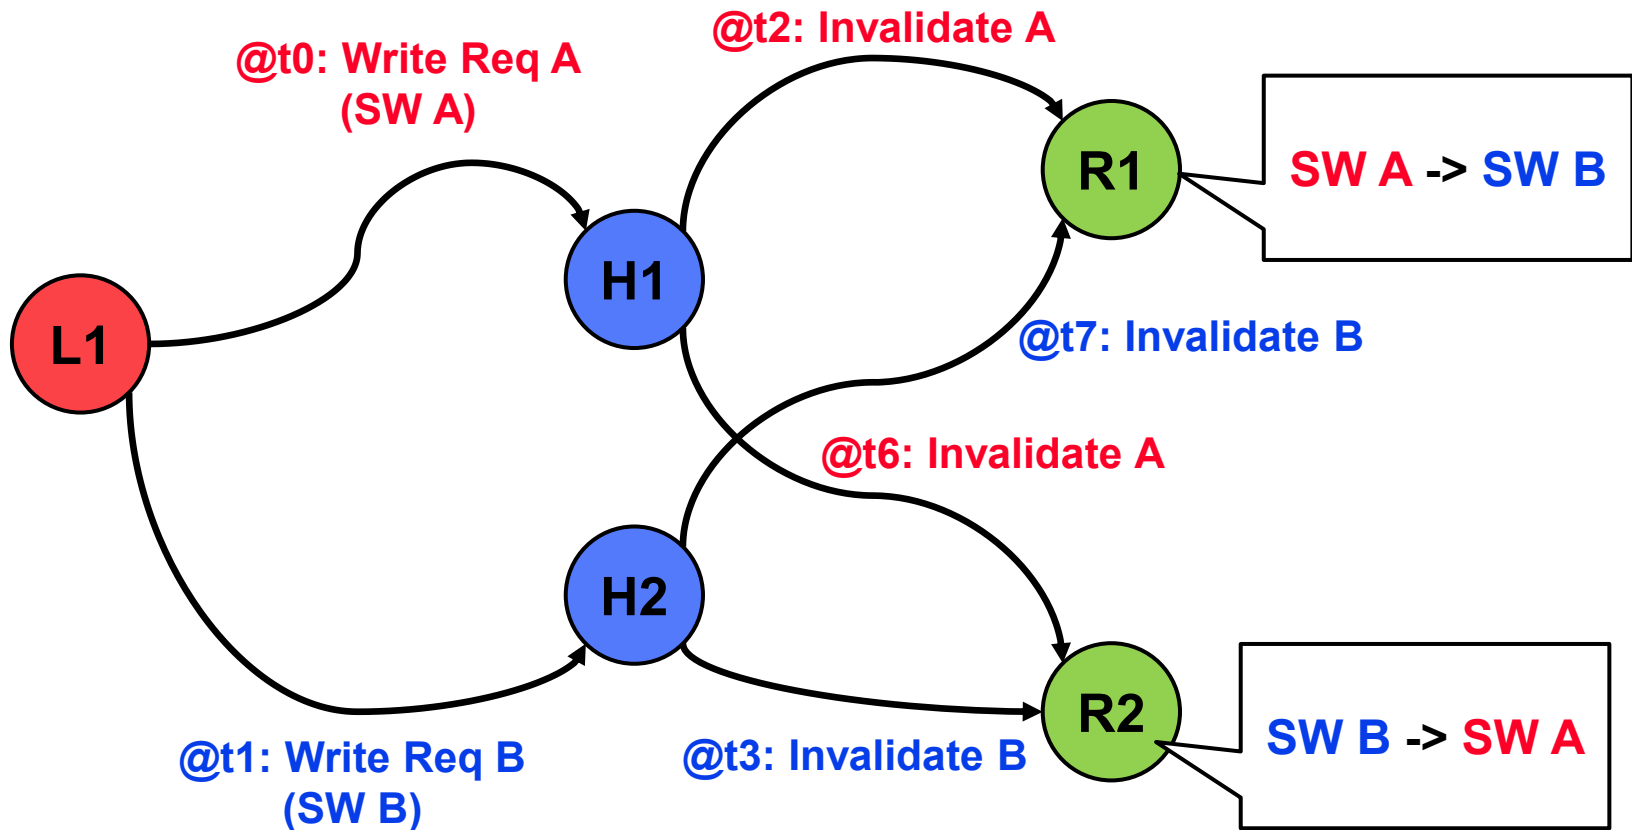 @t2: Invalidate A
@t0: Write Req A
(SW A)
R1
SW A -> SW B
H1
L1
@t7: Invalidate B
@t6: Invalidate A
H2
R2
SW B -> SW A
@t1: Write Req B
(SW B)
@t3: Invalidate B